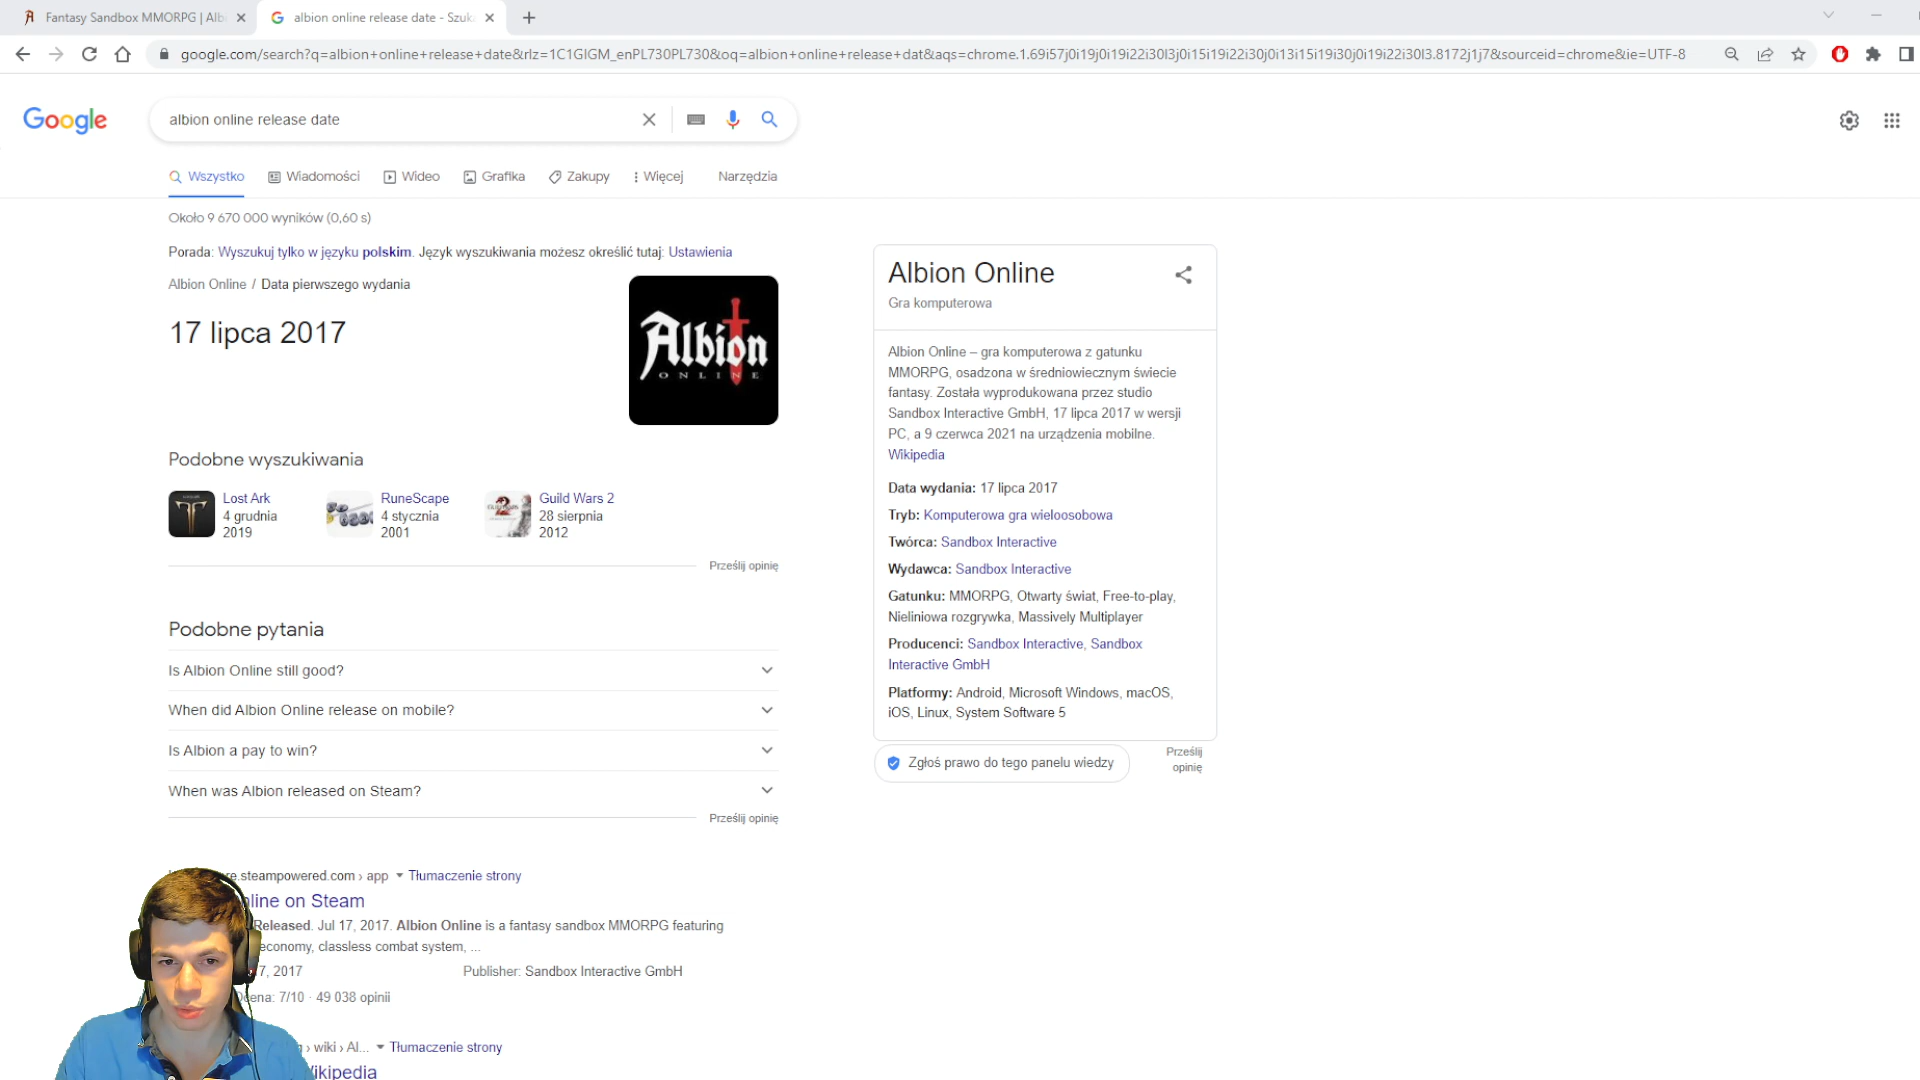 Fantasy Sandbox MMORPG | Alb
albion online release date - Szuk
google.com/search?q=albion+online+release+date&rlz=1C1GIGM_enPL730PL730&oq=albion+online+release+dat&aqs=chrome.1.69i57j0i19j0i19i22i30l3j0i15i19i22i30j0i13i15i19i30j0i19i22i30l3.8172j1j7&sourceid=chrome&ie=UTF-8
Google
albion online release date
Wszystko
Wiadomości
Wideo
Grafika
Zakupy
Więcej
Narzędzia
Około 9 670 000 wyników (0,60 s)
Porada: Wyszukuj tylko w języku polskim. Język wyszukiwania możesz określić tutaj: Ustawienia
Albion Online / Data pierwszego wydania
17 lipca 2017
Albion
ONLINE
Podobne wyszukiwania
Lost Ark
4 grudnia
2019
RuneScape
4 stycznia
2001
Guild Wars 2
28 sierpnia
2012
Prześlij opinię
Podobne pytania
Is Albion Online still good?
When did Albion Online release on mobile?
Is Albion a pay to win?
When was Albion released on Steam?
Prześlij opinię
re.steampowered.com › app
Tłumaczenie strony
nline on Steam
Released. Jul 17, 2017. Albion Online is a fantasy sandbox MMORPG featuring
economy, classless combat system, ...
17, 2017
Publisher: Sandbox Interactive GmbH
Ocena: 7/10 · 49 038 opinii
› wiki › Al...
Tłumaczenie strony
Wikipedia
Albion Online
Gra komputerowa
Albion Online – gra komputerowa z gatunku
MMORPG, osadzona w średniowiecznym świecie
fantasy. Została wyprodukowana przez studio
Sandbox Interactive GmbH, 17 lipca 2017 w wersji
PC, a 9 czerwca 2021 na urządzenia mobilne.
Wikipedia
Data wydania: 17 lipca 2017
Tryb: Komputerowa gra wieloosobowa
Twórca: Sandbox Interactive
Wydawca: Sandbox Interactive
Gatunku: MMORPG, Otwarty świat, Free-to-play,
Nieliniowa rozgrywka, Massively Multiplayer
Producenci: Sandbox Interactive, Sandbox
Interactive GmbH
Platformy: Android, Microsoft Windows, macOS,
iOS, Linux, System Software 5
Zgłoś prawo do tego panelu wiedzy
Prześlij
opinię